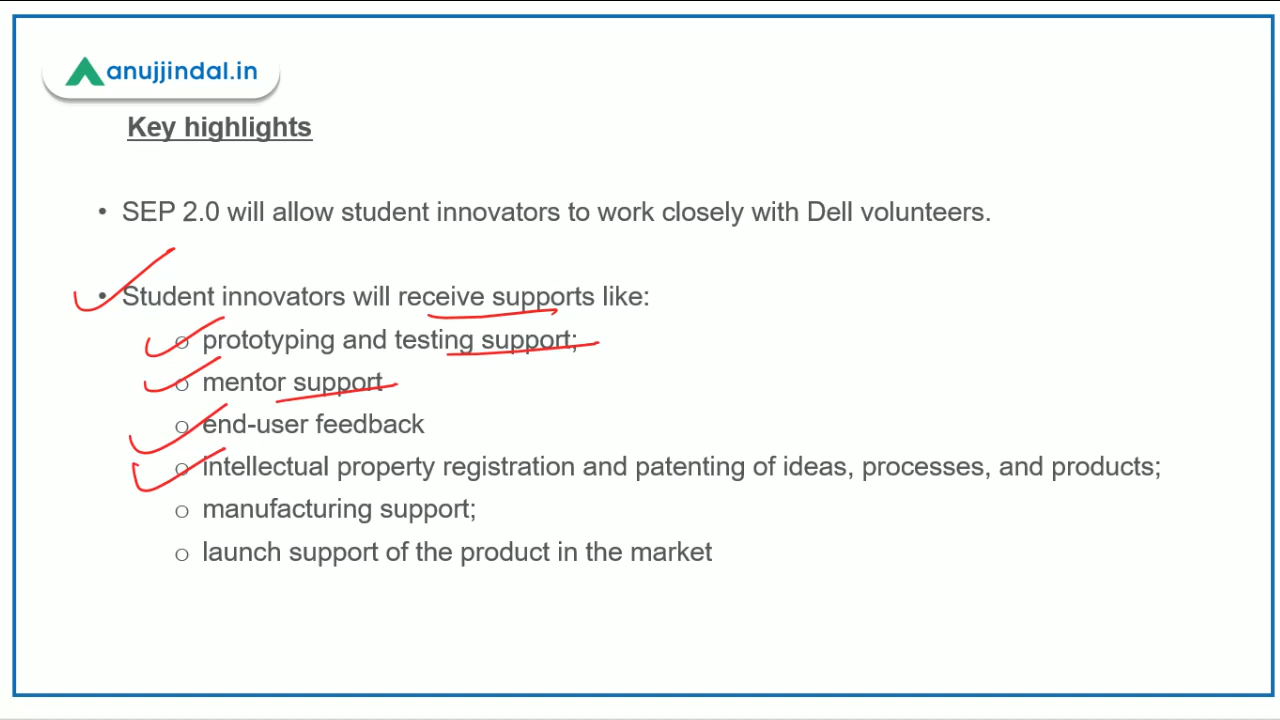 anujjindal.in
Key highlights
• SEP 2.0 will allow student innovators to work closely with Dell volunteers.
• Student innovators will receive supports like:
o prototyping and testing support;
o mentor support
o end-user feedback
o intellectual property registration and patenting of ideas, processes, and products;
o manufacturing support;
o launch support of the product in the market